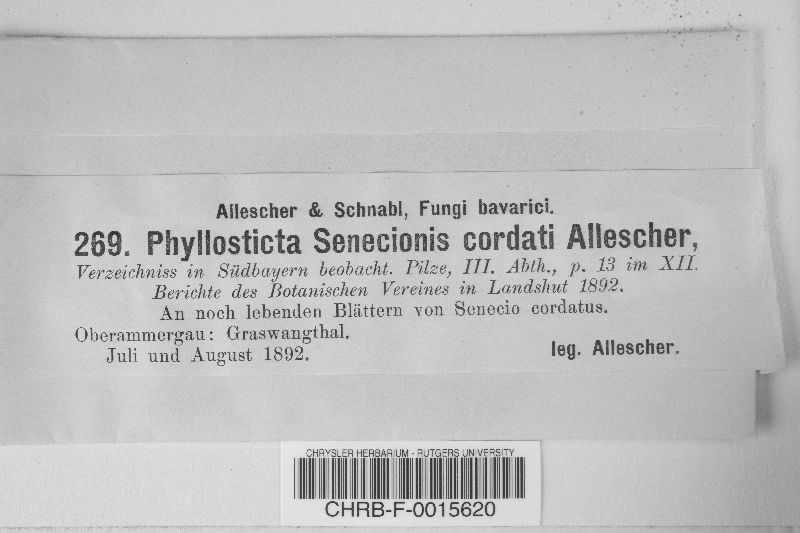 Allescher & Schnabl, Fungi bavarici.
269. Phyllosticta Senecionis cordati Allescher,
Verzeichniss in Südbayern beobacht. Pilze, III. Abth., p. 13 im XII.
Berichte des Botanischen Vereines in Landshut 1892.
An noch lebenden Blättern von Senecio cordatus.
Oberammergau: Graswangthal.
Juli und August 1892.
leg. Allescher.
CHRYSLER HERBARIUM - RUTGERS UNIVERSITY
CHRB-F-0015620